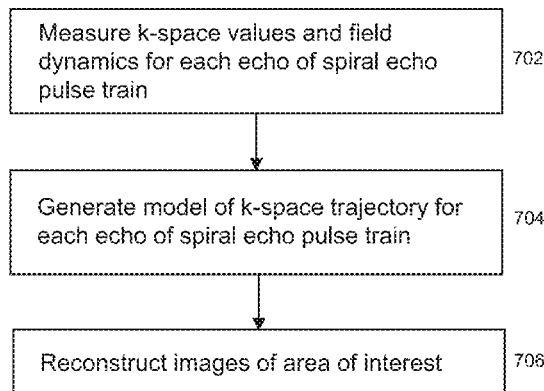 Measure k-space values and field
dynamics for each echo of spiral echo
pulse train
702
Generate model of k-space trajectory for
each echo of spiral echo pulse train
704
Reconstruct images of area of interest
706